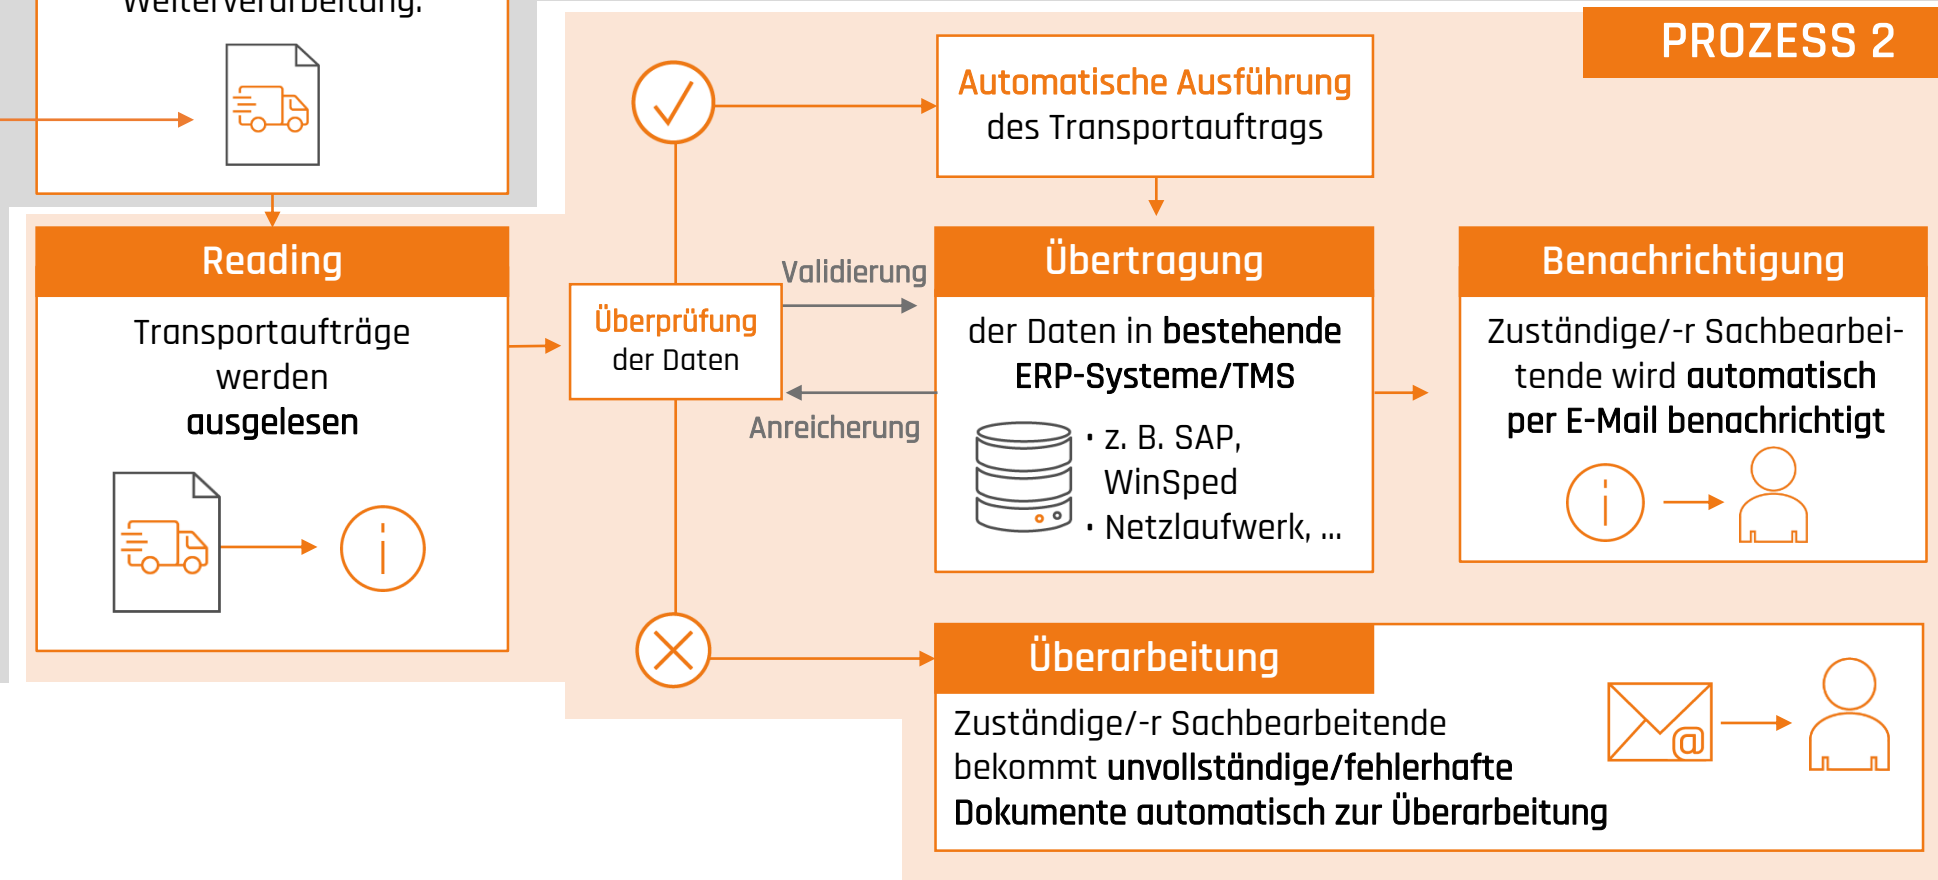 Weiterverarbeitung.
PROZESS 2
Automatische Ausführung
des Transportauftrags
Reading
Transportaufträge
werden
ausgelesen
Überprüfung
der Daten
Validierung
Anreicherung
Übertragung
der Daten in bestehende
ERP-Systeme/TMS
· z. B. SAP,
WinSped
· Netzlaufwerk, ...
Benachrichtigung
Zuständige/-r Sachbearbei-
tende wird automatisch
per E-Mail benachrichtigt
Überarbeitung
Zuständige/-r Sachbearbeitende
bekommt unvollständige/fehlerhafte
Dokumente automatisch zur Überarbeitung
@